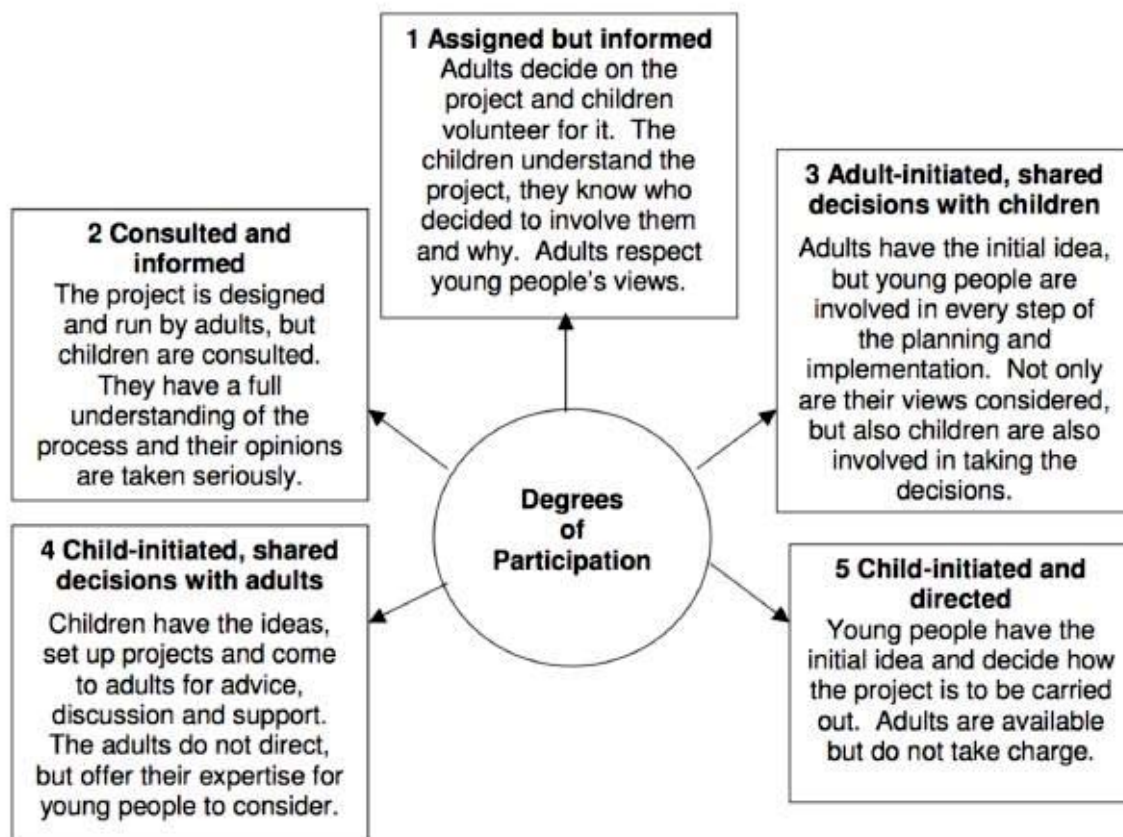 1 Assigned but informed
Adults decide on the
project and children
volunteer for it. The
children understand the
project, they know who
decided to involve them
and why. Adults respect
young people's views.
2 Consulted and
informed
The project is designed
and run by adults, but
children are consulted.
They have a full
understanding of the
process and their opinions
are taken seriously.
3 Adult-initiated, shared
decisions with children
Adults have the initial idea,
but young people are
involved in every step of
the planning and
implementation. Not only
are their views considered,
but also children are also
involved in taking the
decisions.
Degrees
of
Participation
4 Child-initiated, shared
decisions with adults
Children have the ideas,
set up projects and come
to adults for advice,
discussion and support.
The adults do not direct,
but offer their expertise for
young people to consider.
5 Child-initiated and
directed
Young people have the
initial idea and decide how
the project is to be carried
out. Adults are available
but do not take charge.